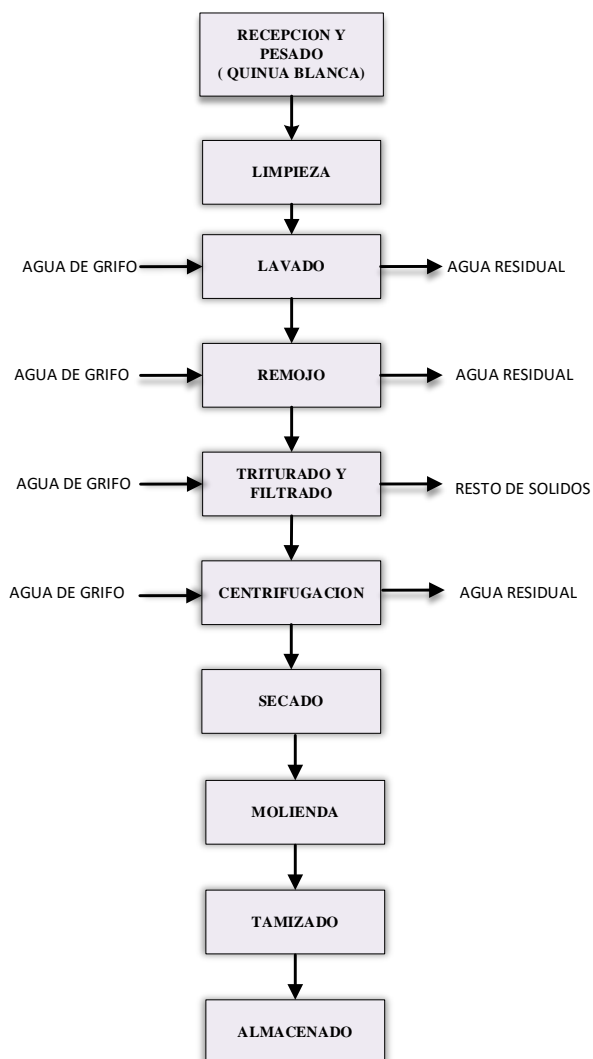 RECEPCION Y
PESADO
( QUINUA BLANCA)
LIMPIEZA
AGUA DE GRIFO
LAVADO
AGUA RESIDUAL
AGUA DE GRIFO
REMOJO
AGUA RESIDUAL
AGUA DE GRIFO
TRITURADO Y
FILTRADO
RESTO DE SOLIDOS
AGUA DE GRIFO
CENTRIFUGACION
AGUA RESIDUAL
SECADO
MOLIENDA
TAMIZADO
ALMACENADO